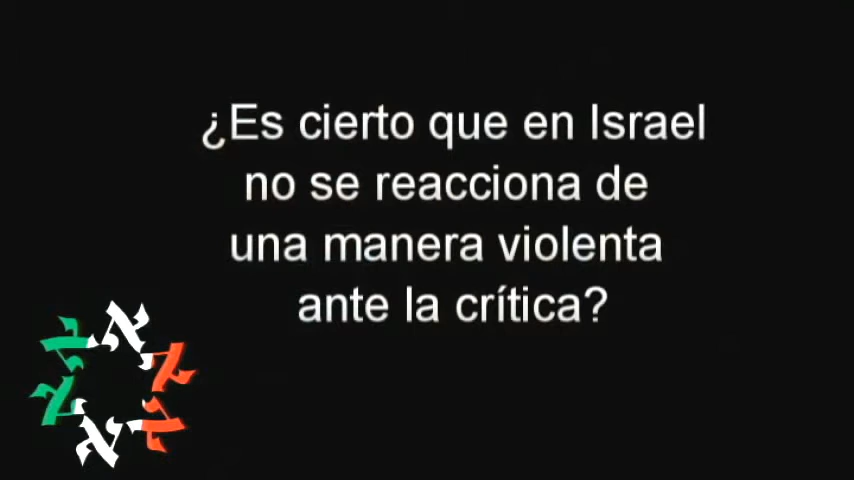 ¿Es cierto que en Israel
no se reacciona de
una manera violenta
ante la crítica?
א
א
א
א
א
א